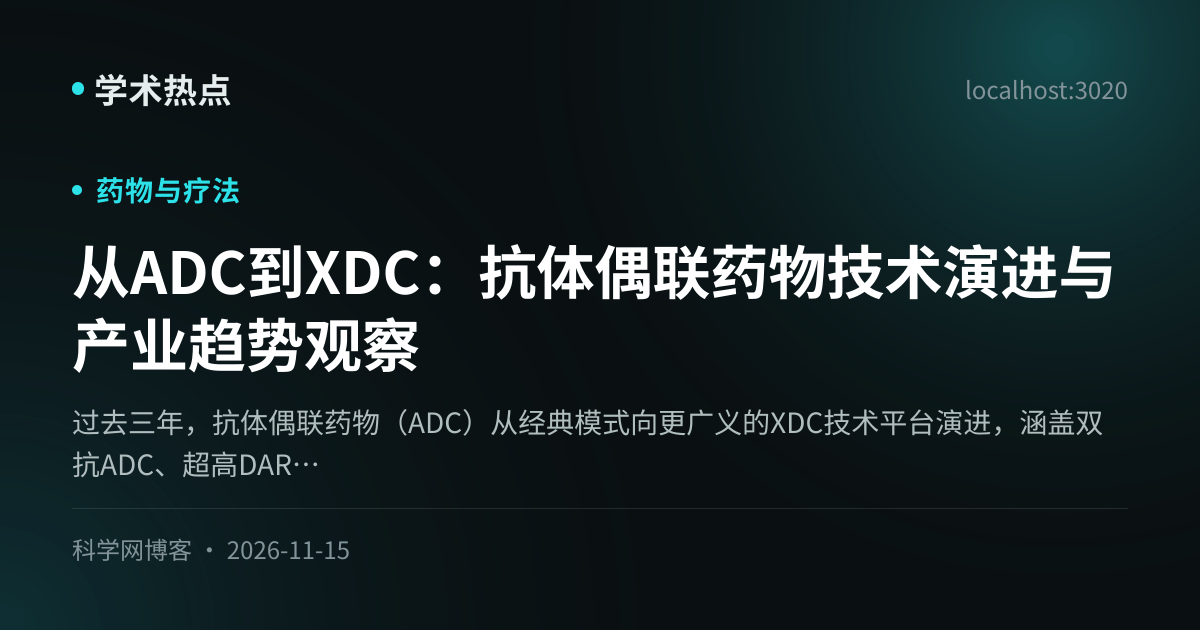 学术热点
localhost:3020
药物与疗法
从ADC到XDC：抗体偶联药物技术演进与
产业趋势观察
过去三年，抗体偶联药物（ADC）从经典模式向更广义的XDC技术平台演进，涵盖双
抗ADC、超高DAR…
科学网博客 · 2026-11-15